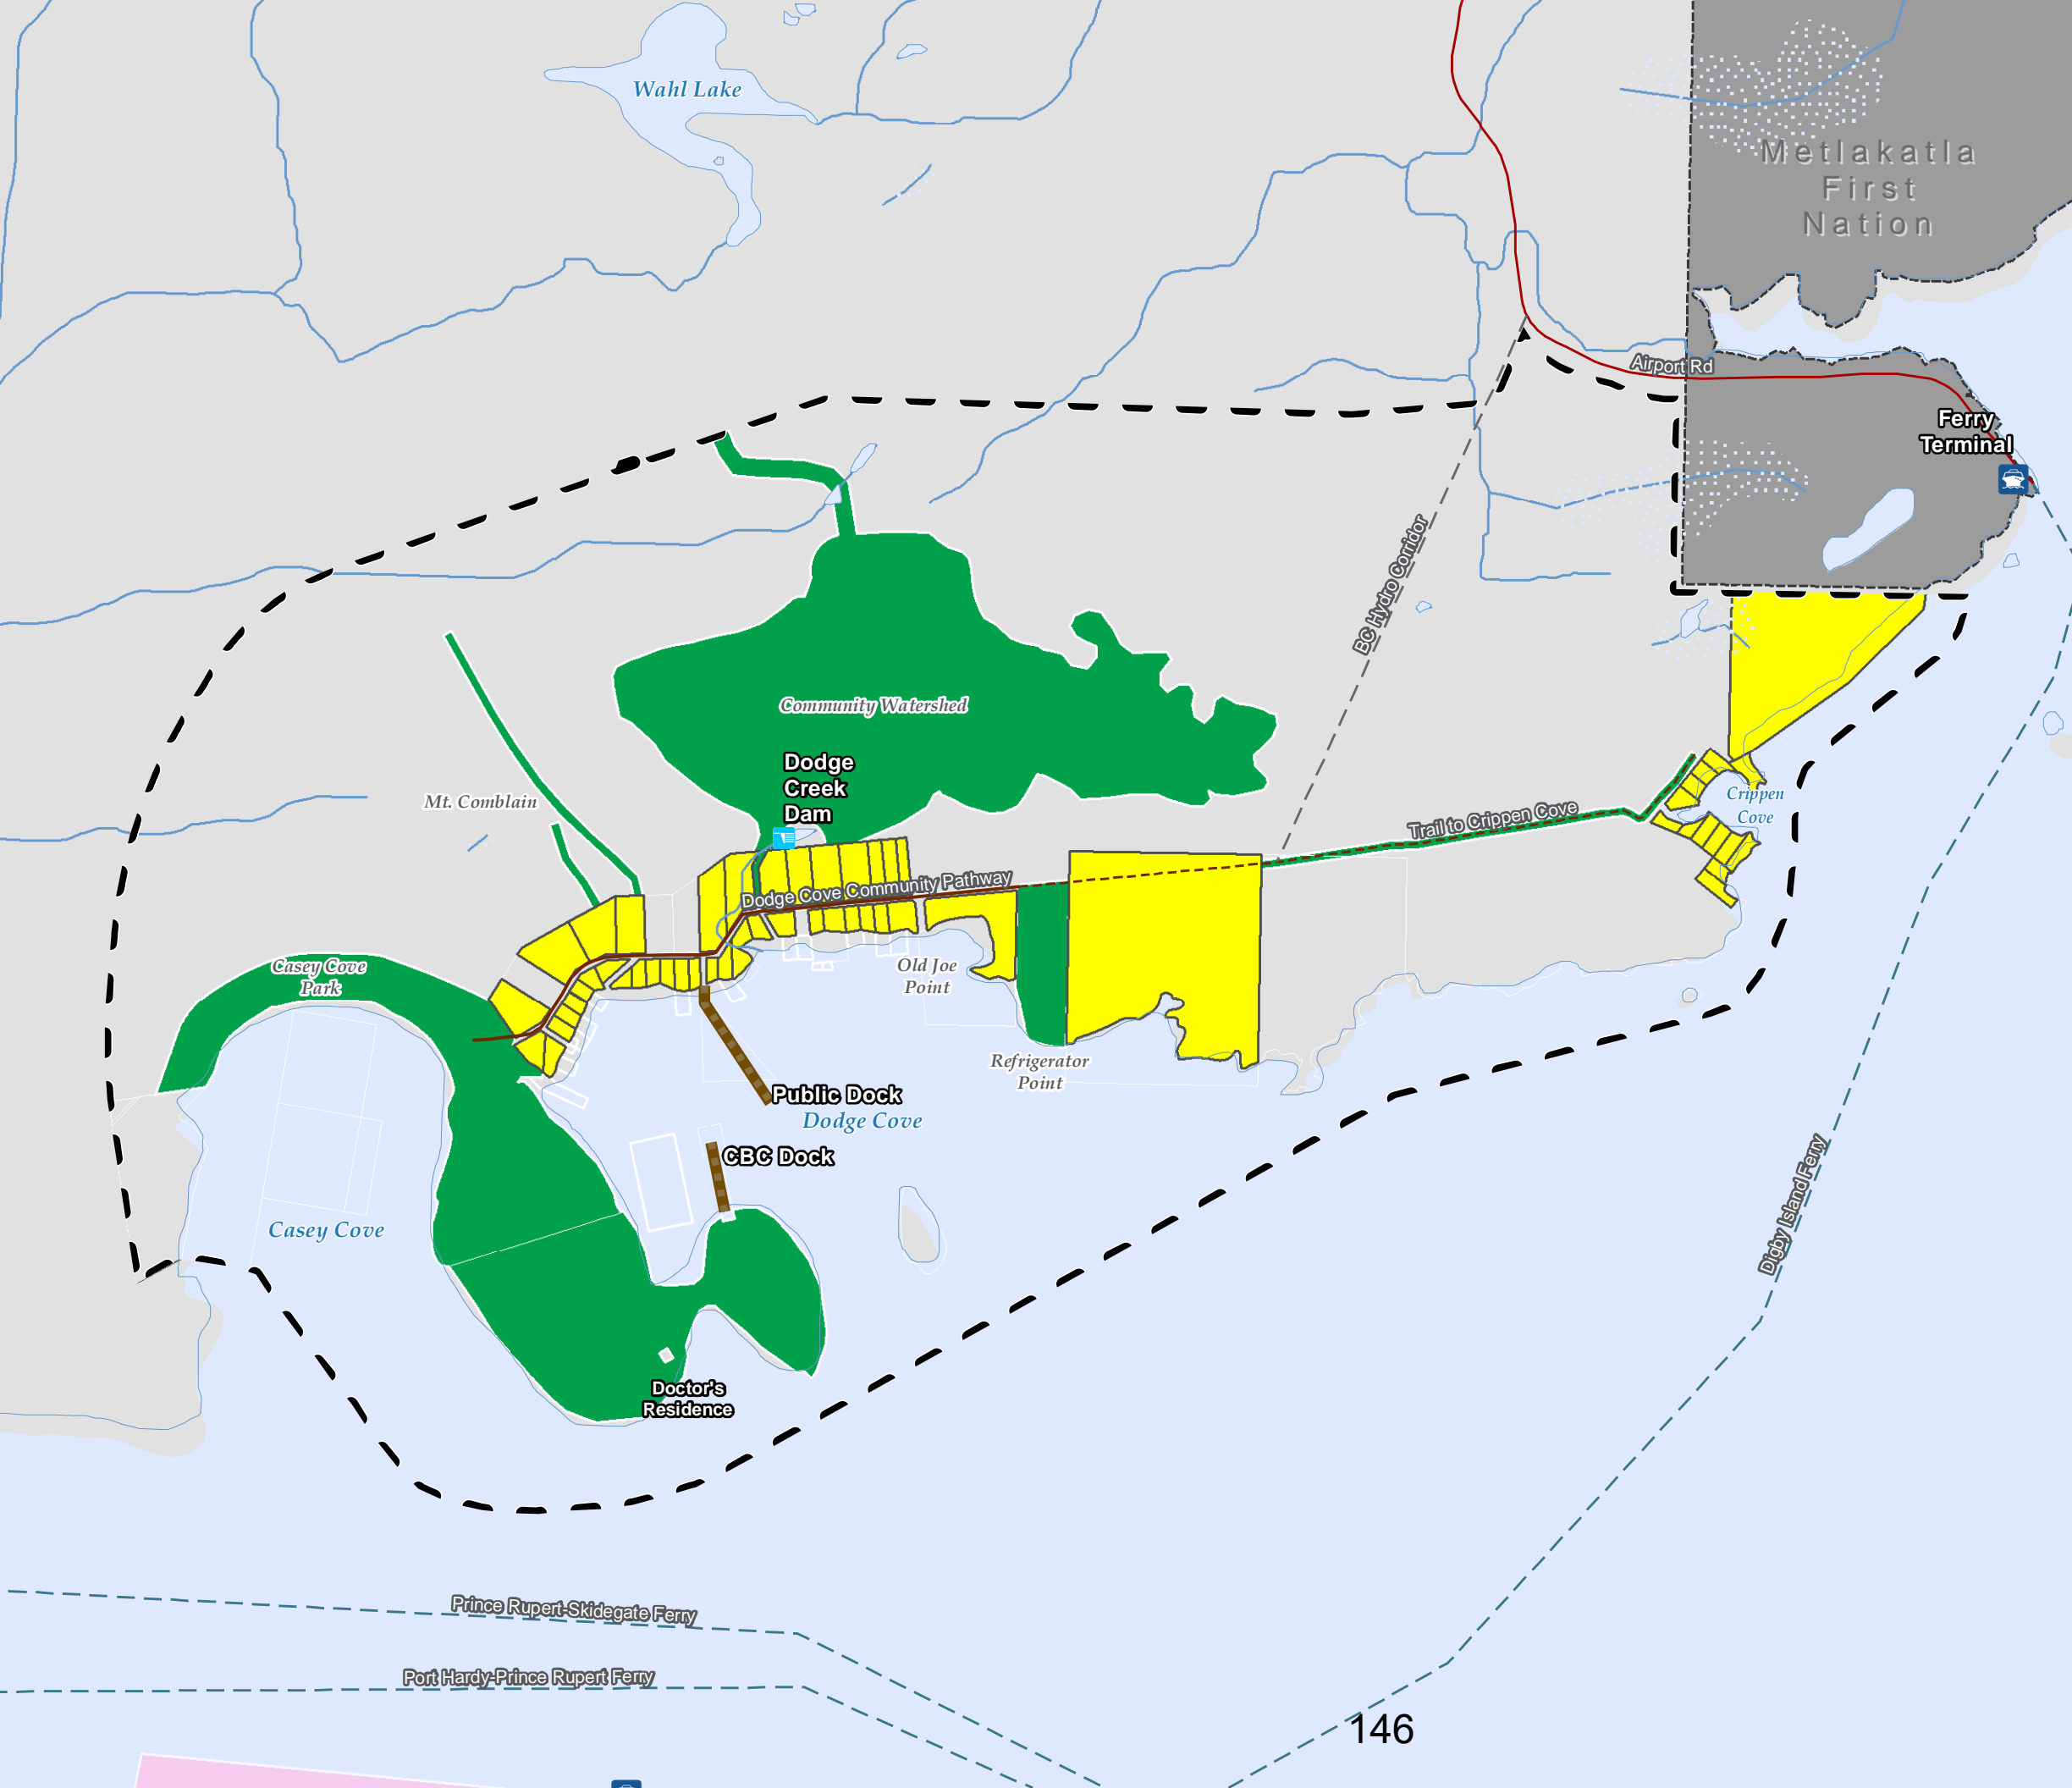 Wahl Lake
Metlakatla
First
Nation
Airport Rd
Ferry
Terminal
BC Hydro Corridor
Community Watershed
Dodge
Creek
Dam
Mt. Comblain
Crippen
Cove
Trail to Crippen Cove
Dodge Cove Community Pathway
Casey Cove
Park
Old Joe
Point
Refrigerator
Point
Public Dock
Dodge Cove
CBC Dock
Casey Cove
Digby Island Ferry
Doctor's
Residence
Prince Rupert-Skidegate Ferry
Port Hardy-Prince Rupert Ferry
146